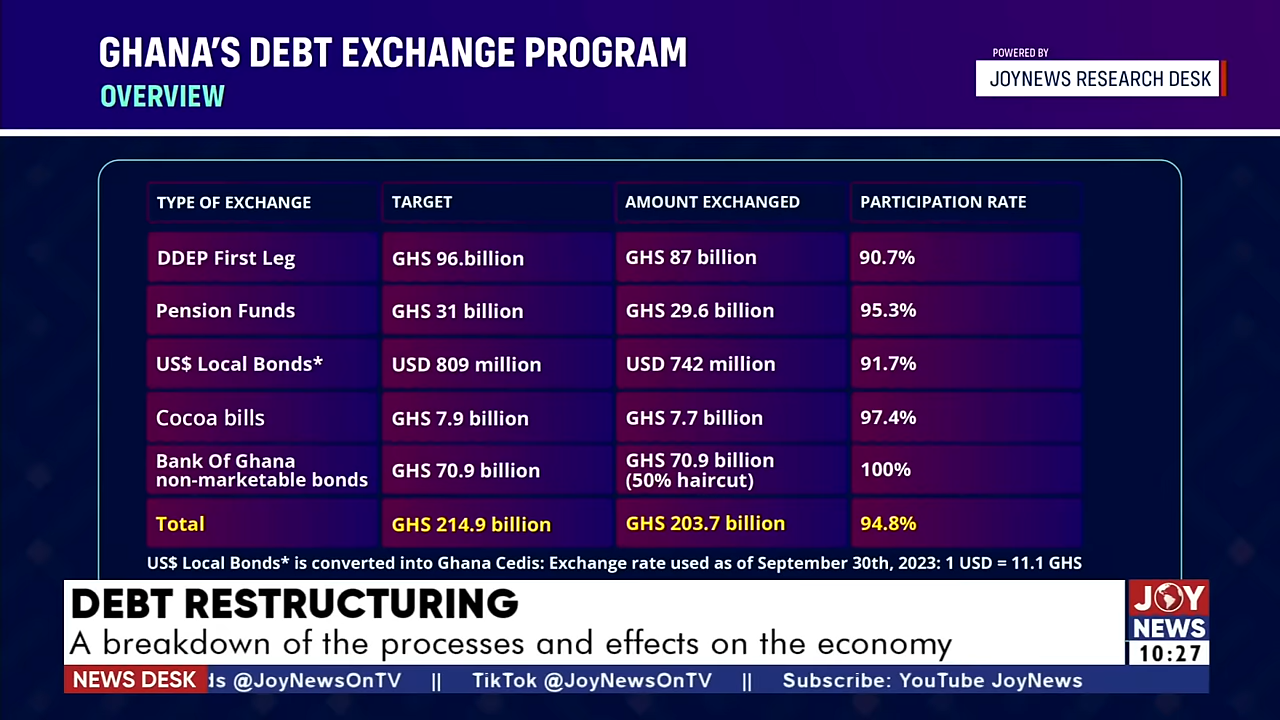 GHANA'S DEBT EXCHANGE PROGRAM
OVERVIEW
POWERED BY
JOYNEWS RESEARCH DESK
TYPE OF EXCHANGE TARGET AMOUNT EXCHANGED PARTICIPATION RATE
DDEP First Leg GHS 96.billion GHS 87 billion 90.7%
Pension Funds GHS 31 billion GHS 29.6 billion 95.3%
US$ Local Bonds* USD 809 million USD 742 million 91.7%
Cocoa bills GHS 7.9 billion GHS 7.7 billion 97.4%
Bank Of Ghana
non-marketable bonds GHS 70.9 billion GHS 70.9 billion
(50% haircut) 100%
Total GHS 214.9 billion GHS 203.7 billion 94.8%
US$ Local Bonds* is converted into Ghana Cedis: Exchange rate used as of September 30th, 2023: 1 USD = 11.1 GHS
DEBT RESTRUCTURING
A breakdown of the processes and effects on the economy
JOY
NEWS
10:27
NEWS DESK ds @JoyNewsOnTV || TikTok @JoyNewsOnTV || Subscribe: YouTube JoyNews